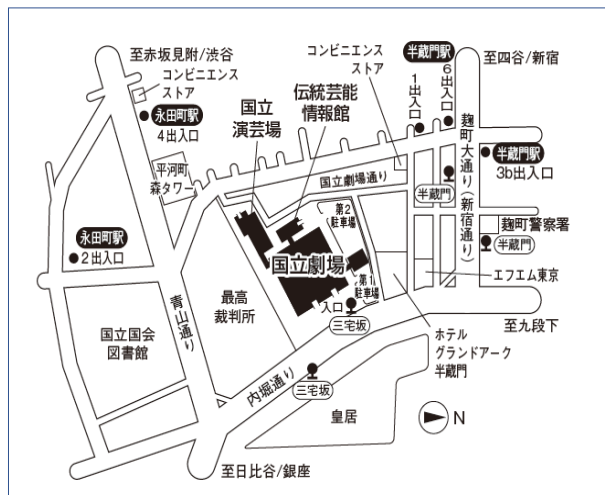 至赤坂見附/渋谷
コンビニエンス
ストア
永田町駅
4出入口
平河町
森タワー
国立
演芸場
伝統芸能
情報館
コンビニエンス
ストア
半蔵門駅
6出入口
1出入口
至四谷/新宿
麹町大通り(新宿通り)
半蔵門駅
3b出入口
半蔵門
国立劇場通り
第2
駐車場
麹町警察署
半蔵門
永田町駅
2出入口
国立劇場
第1
駐車場
エフエム東京
青山通り
最高
裁判所
入口
三宅坂
至九段下
国立国会
図書館
ホテル
グランドアーク
半蔵門
内堀通り
三宅坂
皇居
N
至日比谷/銀座